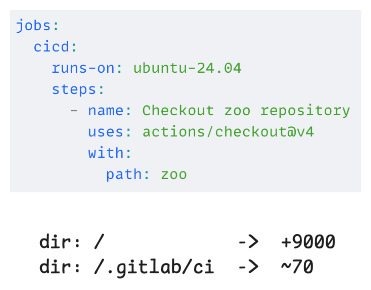 jobs:
  cicd:
    runs-on: ubuntu-24.04
    steps:
      - name: Checkout zoo repository
        uses: actions/checkout@v4
        with:
          path: zoo
dir: /             ->  +9000
dir: /.gitlab/ci  ->  ~70